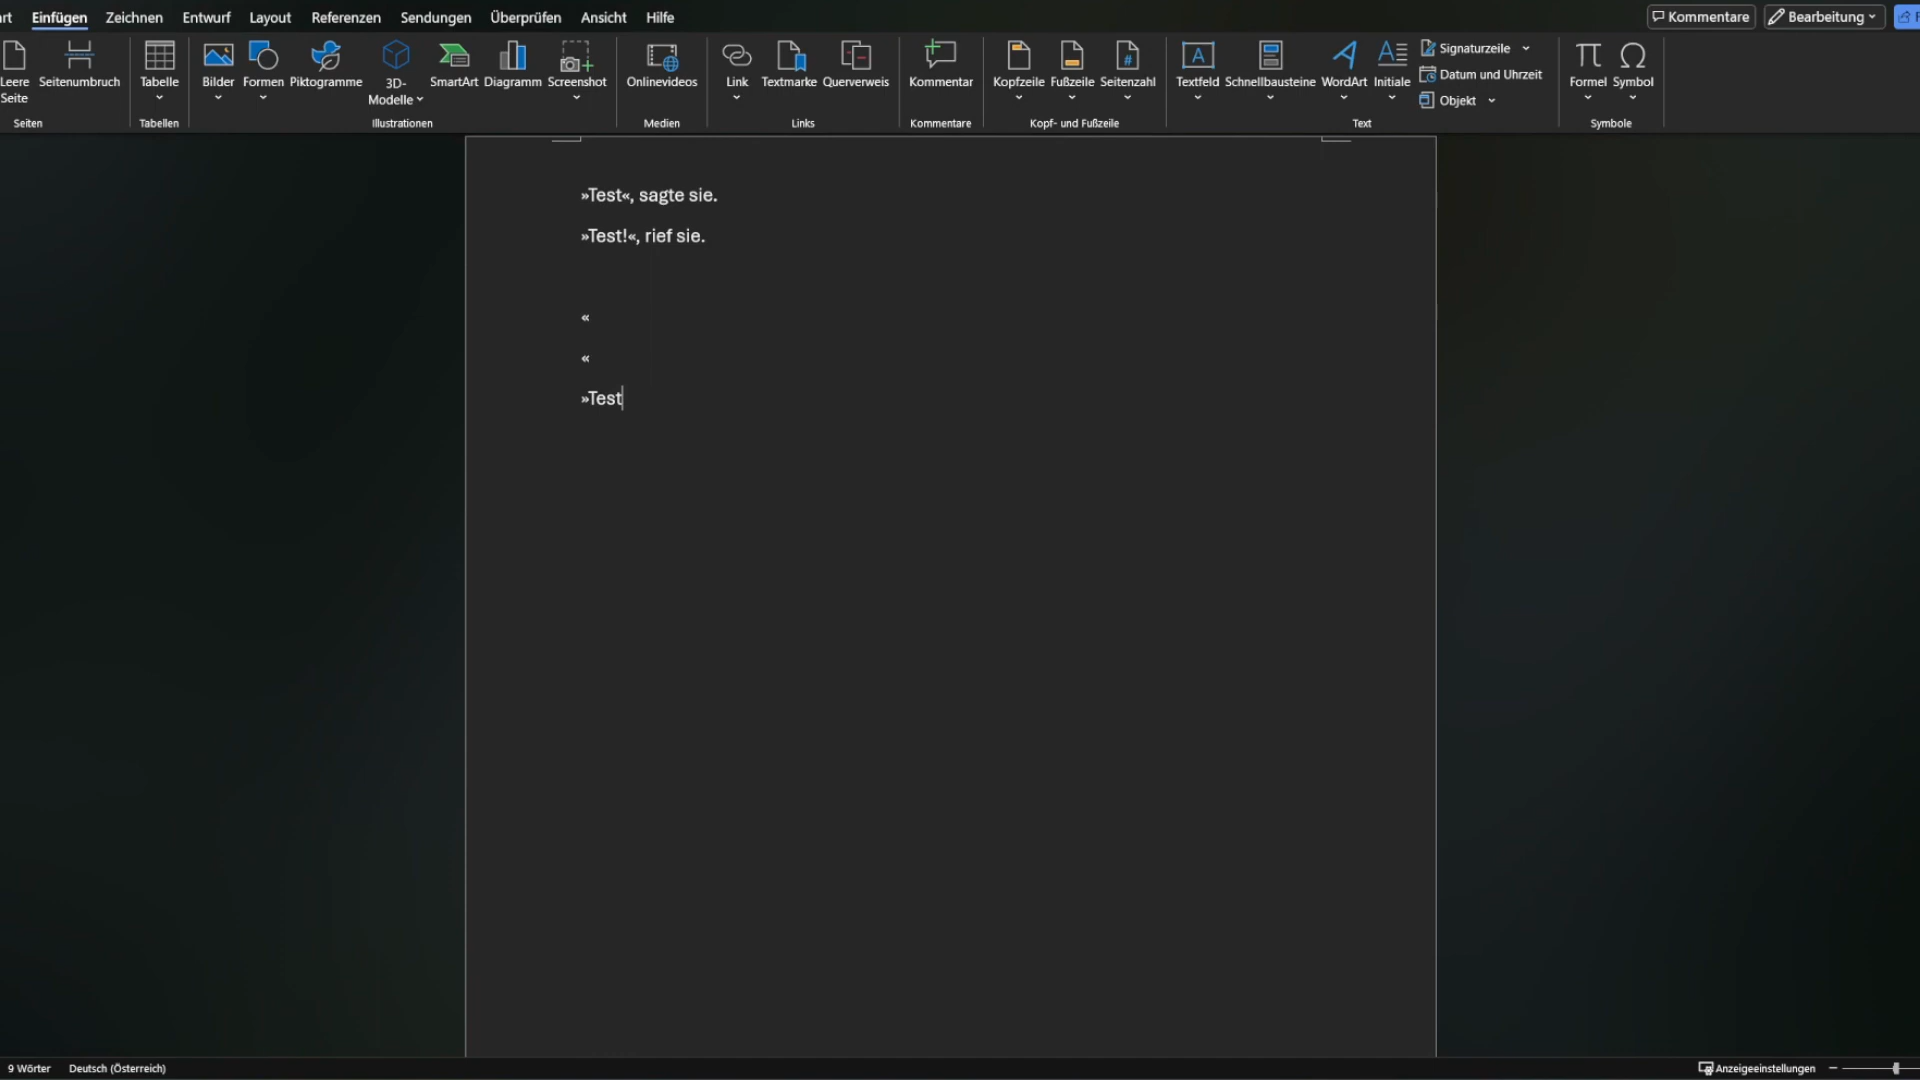 Einfügen Zeichnen Entwurf Layout Referenzen Sendungen Überprüfen Ansicht Hilfe Kommentare Bearbeitung
Leere Seite Seitenumbruch Tabelle Bilder Formen Piktogramme 3D-Modelle SmartArt Diagramm Screenshot Onlinevideos Link Textmarke Querverweis Kommentar Kopfzeile Fußzeile Seitenzahl Textfeld Schnellbausteine WordArt Initiale Signaturzeile Formel Symbol
Datum und Uhrzeit
Objekt
Seiten Tabellen Illustrationen Medien Links Kommentare Kopf- und Fußzeile Text Symbole
»Test«, sagte sie.
»Test!«, rief sie.
«
«
»Test
9 Wörter Deutsch (Österreich) Anzeigeeinstellungen